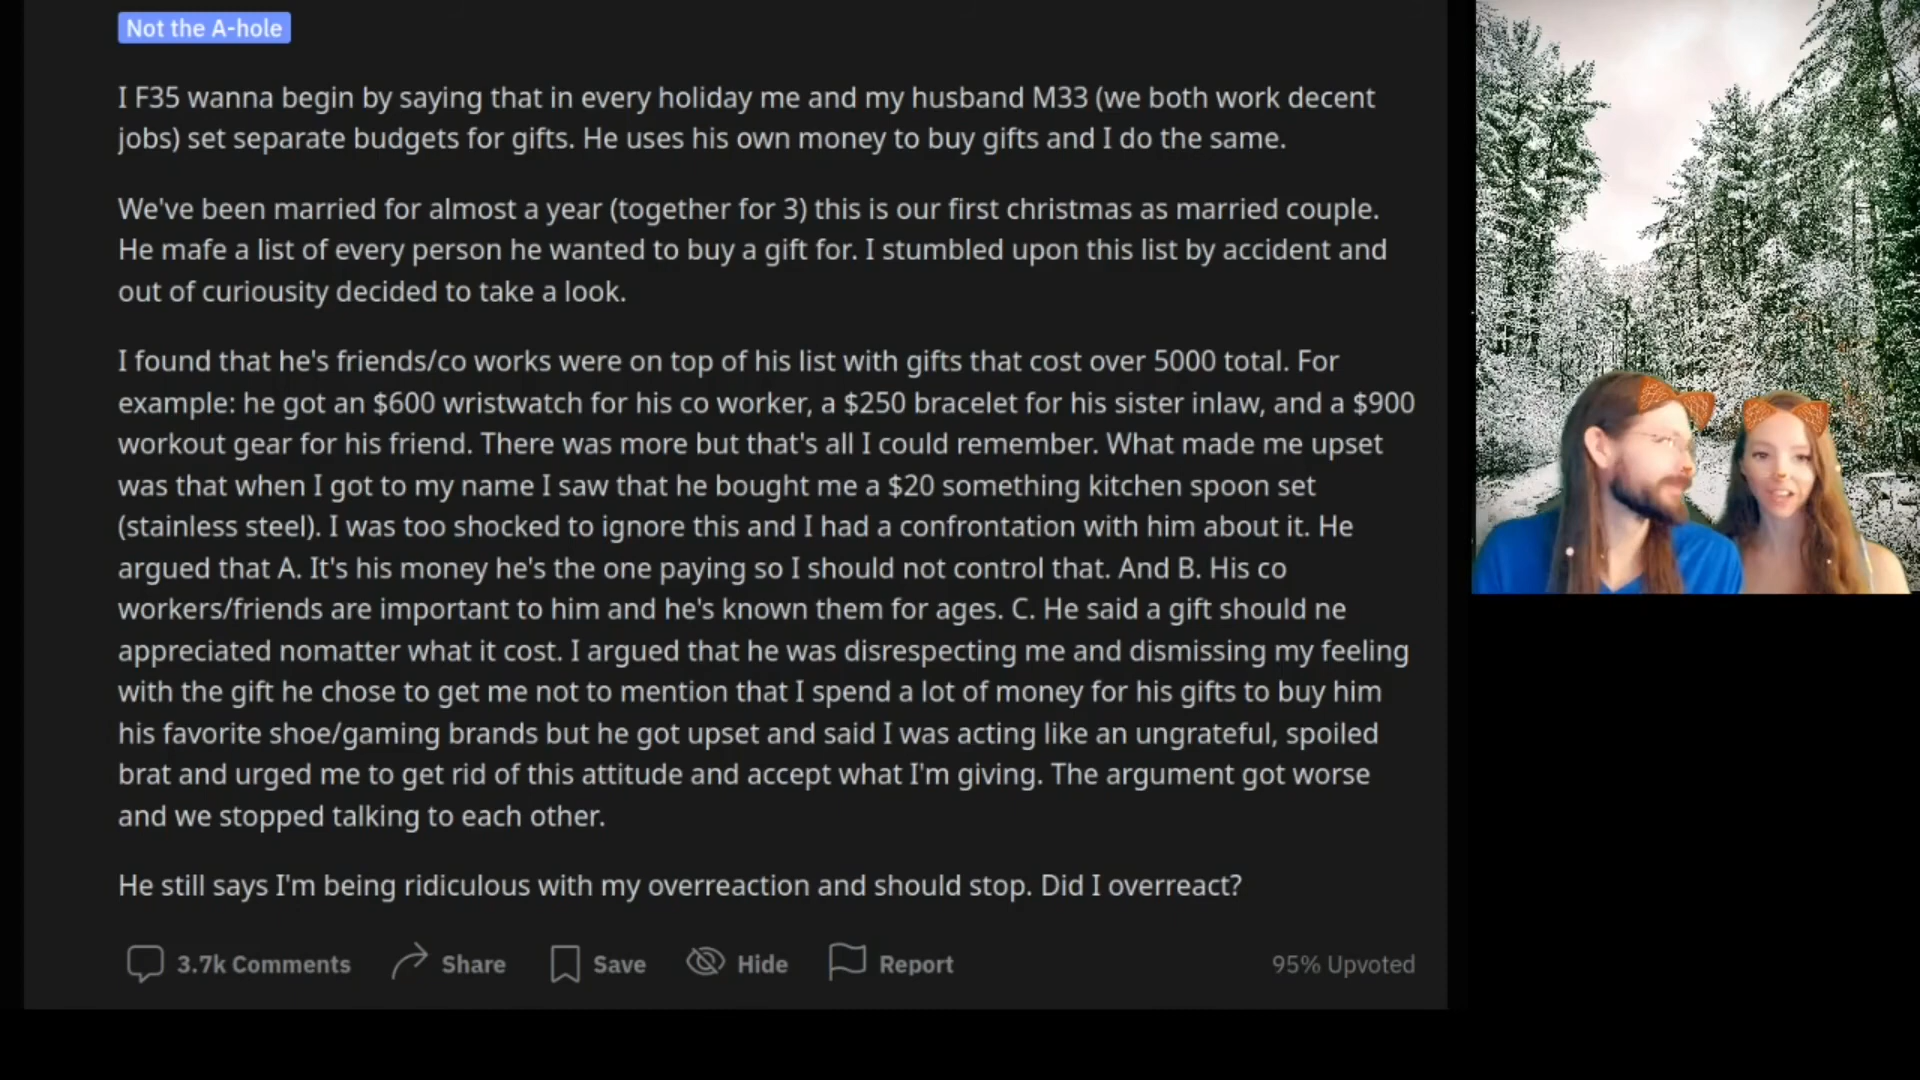 Not the A-hole
I F35 wanna begin by saying that in every holiday me and my husband M33 (we both work decent
jobs) set separate budgets for gifts. He uses his own money to buy gifts and I do the same.
We've been married for almost a year (together for 3) this is our first christmas as married couple.
He mafe a list of every person he wanted to buy a gift for. I stumbled upon this list by accident and
out of curiousity decided to take a look.
I found that he's friends/co works were on top of his list with gifts that cost over 5000 total. For
example: he got an $600 wristwatch for his co worker, a $250 bracelet for his sister inlaw, and a $900
workout gear for his friend. There was more but that's all I could remember. What made me upset
was that when I got to my name I saw that he bought me a $20 something kitchen spoon set
(stainless steel). I was too shocked to ignore this and I had a confrontation with him about it. He
argued that A. It's his money he's the one paying so I should not control that. And B. His co
workers/friends are important to him and he's known them for ages. C. He said a gift should ne
appreciated nomatter what it cost. I argued that he was disrespecting me and dismissing my feeling
with the gift he chose to get me not to mention that I spend a lot of money for his gifts to buy him
his favorite shoe/gaming brands but he got upset and said I was acting like an ungrateful, spoiled
brat and urged me to get rid of this attitude and accept what I'm giving. The argument got worse
and we stopped talking to each other.
He still says I'm being ridiculous with my overreaction and should stop. Did I overreact?
3.7k Comments Share Save Hide Report 95% Upvoted